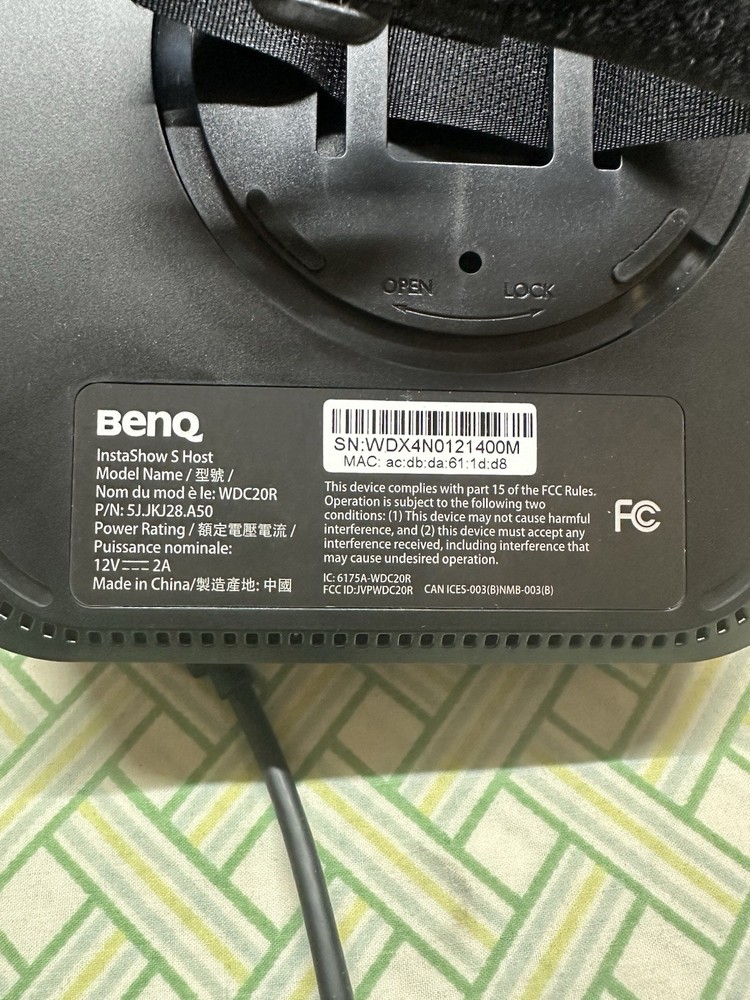 OPEN LOCK
BenQ
InstaShow S Host
Model Name / 型號 /
Nom du mod è le: WDC20R
P/N: 5J.JKJ28.A50
Power Rating / 額定電壓電流 /
Puissance nominale:
12V⎓ 2A
Made in China/製造產地: 中國
SN:WDX4N0121400M
MAC: ac:db:da:61:1d:d8
This device complies with part 15 of the FCC Rules.
Operation is subject to the following two
conditions: (1) This device may not cause harmful
interference, and (2) this device must accept any
interference received, including interference that
may cause undesired operation.
IC: 6175A-WDC20R
FCC ID:JVPWDC20R CAN ICES-003(B)NMB-003(B)
FC